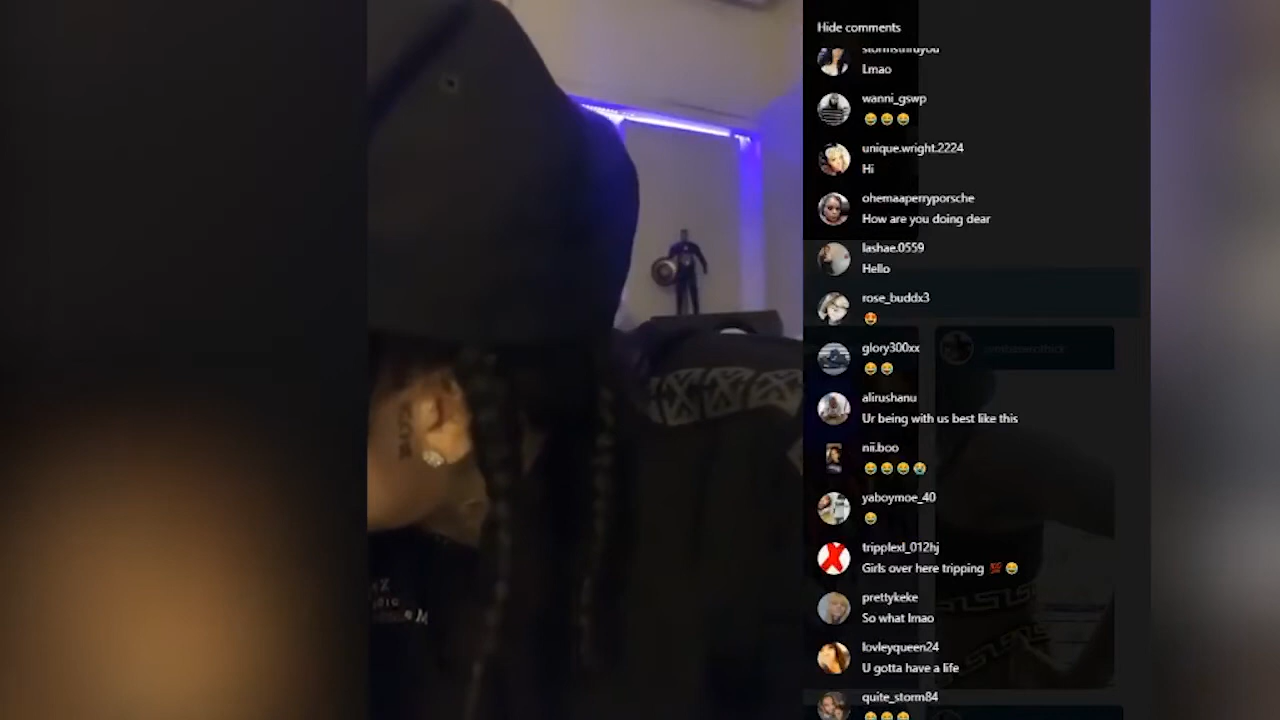 Hide comments
stormsthruyou
Lmao
wanni_gswp
😂😂😂
unique.wright.2224
Hi
ohemaaperryporsche
How are you doing dear
lashae.0559
Hello
rose_buddx3
😍
glory300xx
😂😂
alirushanu
Ur being with us best like this
nii.boo
😂😂😂😭
yaboymoe_40
😂
tripplexl_012hj
Girls over here tripping 💯😂
prettykeke
So what lmao
lovleyqueen24
U gotta have a life
quite_storm84
😂😂😂